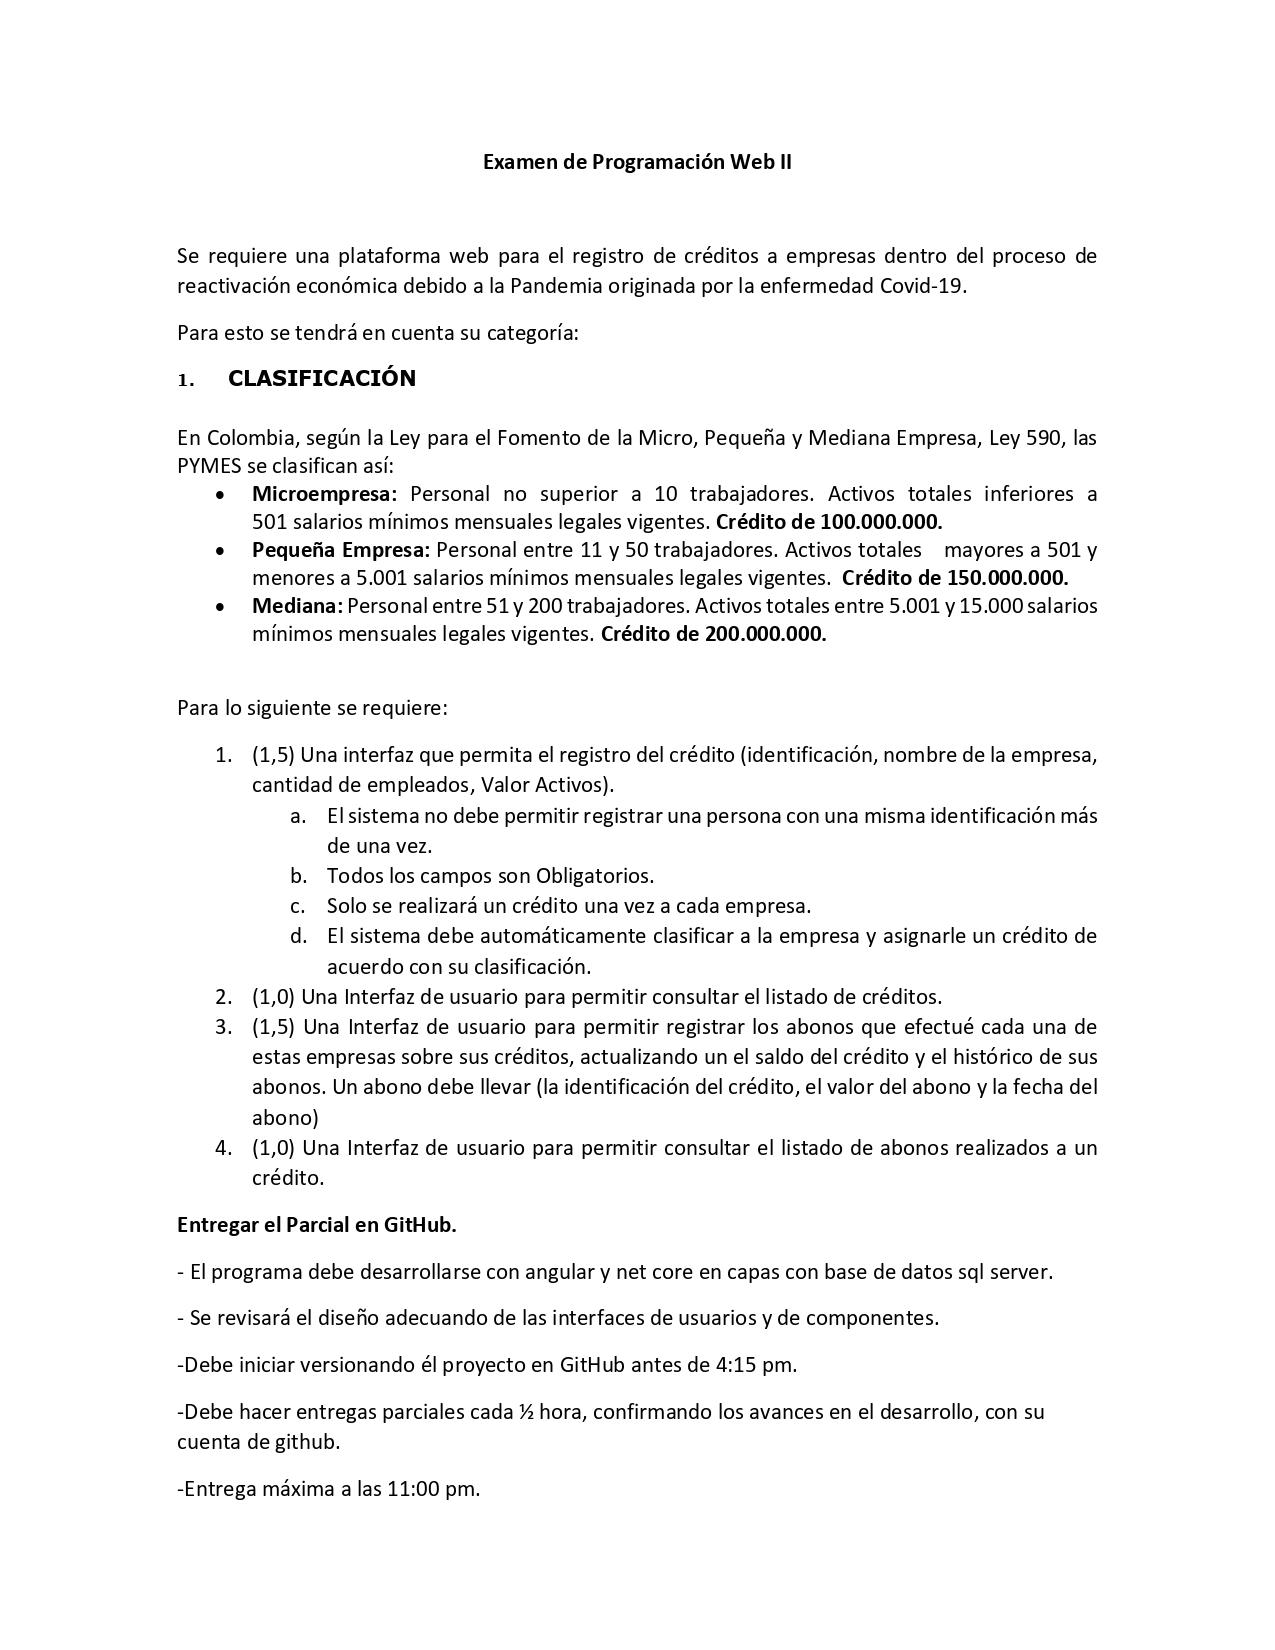 Examen de Programación Web II
Se requiere una plataforma web para el registro de créditos a empresas dentro del proceso de
reactivación económica debido a la Pandemia originada por la enfermedad Covid-19.
Para esto se tendrá en cuenta su categoría:
1. CLASIFICACIÓN
En Colombia, según la Ley para el Fomento de la Micro, Pequeña y Mediana Empresa, Ley 590, las
PYMES se clasifican así:
• Microempresa: Personal no superior a 10 trabajadores. Activos totales inferiores a
501 salarios mínimos mensuales legales vigentes. Crédito de 100.000.000.
• Pequeña Empresa: Personal entre 11 y 50 trabajadores. Activos totales mayores a 501 y
menores a 5.001 salarios mínimos mensuales legales vigentes. Crédito de 150.000.000.
• Mediana: Personal entre 51 y 200 trabajadores. Activos totales entre 5.001 y 15.000 salarios
mínimos mensuales legales vigentes. Crédito de 200.000.000.
Para lo siguiente se requiere:
1. (1,5) Una interfaz que permita el registro del crédito (identificación, nombre de la empresa,
cantidad de empleados, Valor Activos).
a. El sistema no debe permitir registrar una persona con una misma identificación más
de una vez.
b. Todos los campos son Obligatorios.
c. Solo se realizará un crédito una vez a cada empresa.
d. El sistema debe automáticamente clasificar a la empresa y asignarle un crédito de
acuerdo con su clasificación.
2. (1,0) Una Interfaz de usuario para permitir consultar el listado de créditos.
3. (1,5) Una Interfaz de usuario para permitir registrar los abonos que efectué cada una de
estas empresas sobre sus créditos, actualizando un el saldo del crédito y el histórico de sus
abonos. Un abono debe llevar (la identificación del crédito, el valor del abono y la fecha del
abono)
4. (1,0) Una Interfaz de usuario para permitir consultar el listado de abonos realizados a un
crédito.
Entregar el Parcial en GitHub.
- El programa debe desarrollarse con angular y net core en capas con base de datos sql server.
- Se revisará el diseño adecuando de las interfaces de usuarios y de componentes.
-Debe iniciar versionando él proyecto en GitHub antes de 4:15 pm.
-Debe hacer entregas parciales cada ½ hora, confirmando los avances en el desarrollo, con su
cuenta de github.
-Entrega máxima a las 11:00 pm.